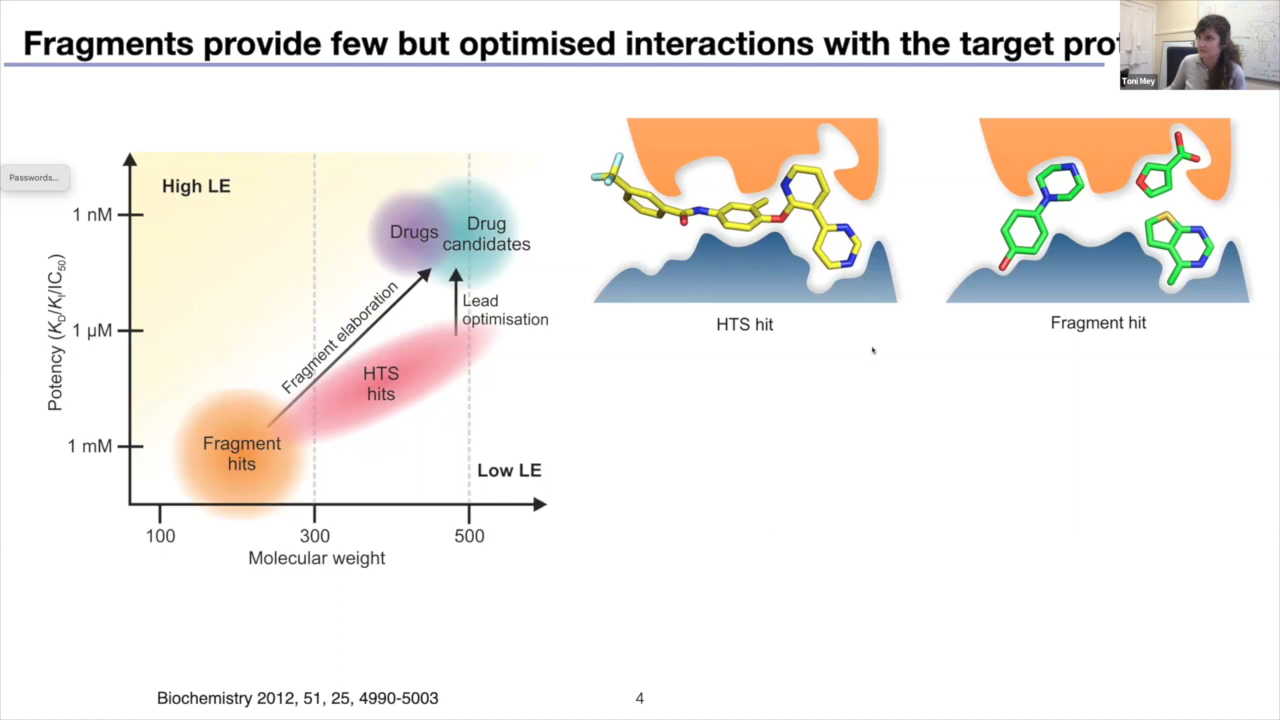 Fragments provide few but optimised interactions with the target pro
Toni Mey
Passwords...
High LE
1 nM
1 µM
1 mM
Potency (KD/KI/IC50)
Drugs
Drug
candidates
Fragment elaboration
Lead
optimisation
HTS
hits
Fragment
hits
Low LE
100
300
500
Molecular weight
HTS hit
Fragment hit
Biochemistry 2012, 51, 25, 4990-5003
4